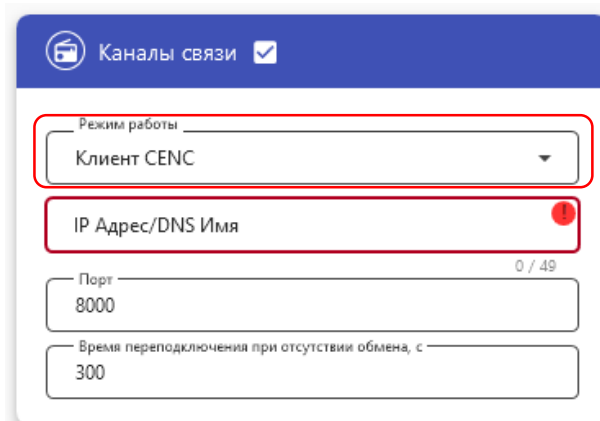 Каналы связи
Режим работы
Клиент CENC
IP Адрес/DNS Имя
!
0 / 49
Порт
8000
Время переподключения при отсутствии обмена, с
300